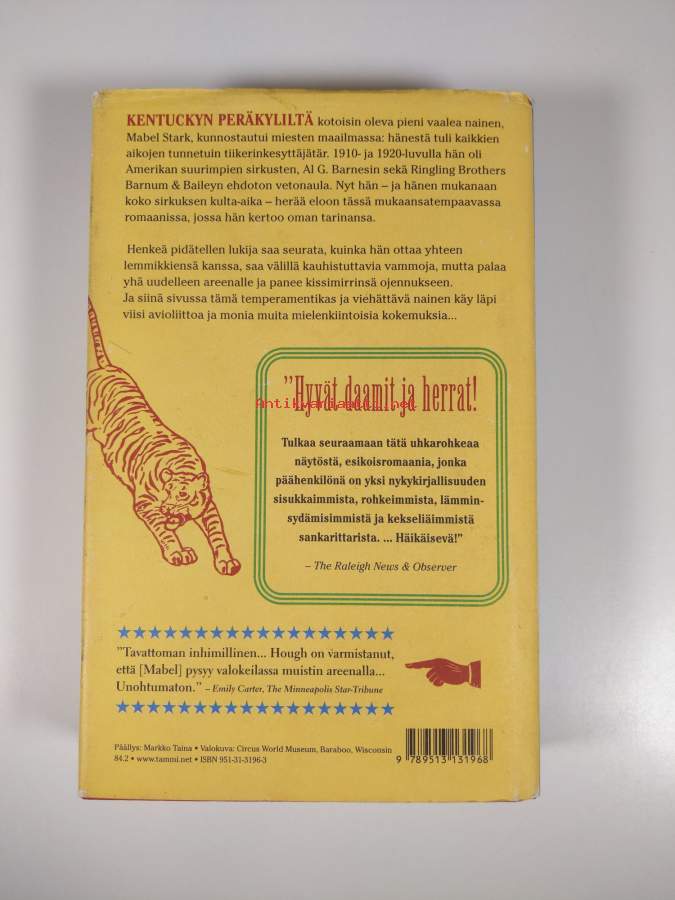 KENTUCKYN PERÄKYLILTÄ kotoisin oleva pieni vaalea nainen,
Mabel Stark, kunnostautui miesten maailmassa: hänestä tuli kaikkien
aikojen tunnetuin tiikerinkesyttäjätär. 1910- ja 1920-luvulla hän oli
Amerikan suurimpien sirkusten, Al G. Barnesin sekä Ringling Brothers
Barnum & Baileyn ehdoton vetonaula. Nyt hän – ja hänen mukanaan
koko sirkuksen kulta-aika – herää eloon tässä mukaansatempaavassa
romaanissa, jossa hän kertoo oman tarinansa.
Henkeä pidätellen lukija saa seurata, kuinka hän ottaa yhteen
lemmikkiensä kanssa, saa välillä kauhistuttavia vammoja, mutta palaa
yhä uudelleen areenalle ja panee kissimirrinsä ojennukseen.
Ja siinä sivussa tämä temperamentikas ja viehättävä nainen käy läpi
viisi avioliittoa ja monia muita mielenkiintoisia kokemuksia...
”Hyvät daamit ja herrat!
Antikvariaatit.net
Tulkaa seuraamaan tätä uhkarohkeaa
näytöstä, esikoisromaania, jonka
päähenkilönä on yksi nykykirjallisuuden
sisukkaimmista, rohkeimmista, lämmin-
sydämisimmistä ja kekseliäimmistä
sankarittarista. ... Häikäisevä!”
– The Raleigh News & Observer
”Tavattoman inhimillinen... Hough on varmistanut,
että [Mabel] pysyy valokeilassa muistin areenalla...
Unohtumaton.” – Emily Carter, The Minneapolis Star-Tribune
Päällys: Markko Taina • Valokuva: Circus World Museum, Baraboo, Wisconsin
84.2 • www.tammi.net • ISBN 951-31-3196-3
9 789513 131968